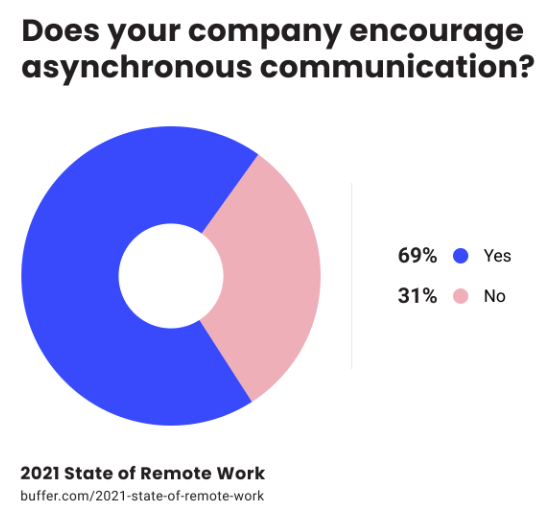 Does your company encourage
asynchronous communication?
69% Yes
31% No
2021 State of Remote Work
buffer.com/2021-state-of-remote-work